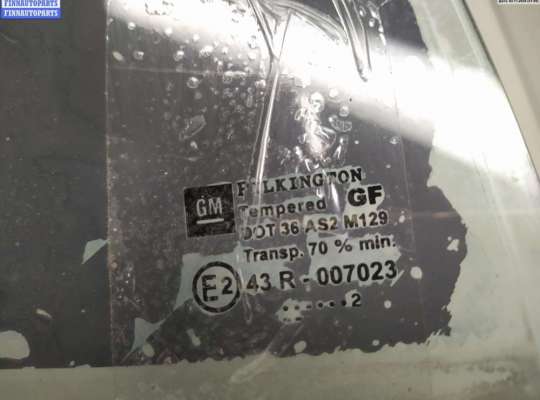 FINNAUTOPARTS
FINNAUTOPARTS
PILKINGTON
GM
Tempered GF
DOT 36 AS2 M129
Transp. 70 % min.
E2 43 R - 007023
......2